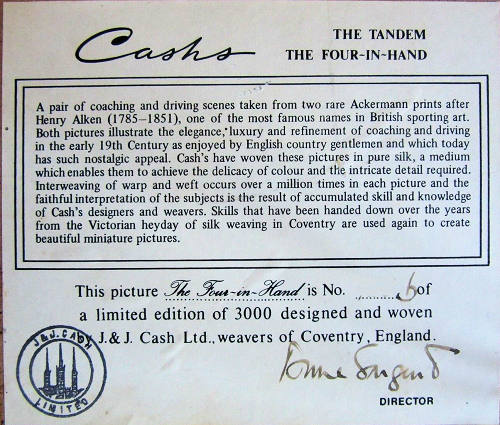 Cash's
THE TANDEM
THE FOUR-IN-HAND
A pair of coaching and driving scenes taken from two rare Ackermann prints after
Henry Alken (1785—1851), one of the most famous names in British sporting art.
Both pictures illustrate the elegance, luxury and refinement of coaching and driving
in the early 19th Century as enjoyed by English country gentlemen and which today
has such nostalgic appeal. Cash's have woven these pictures in pure silk, a medium
which enables them to achieve the delicacy of colour and the intricate detail required.
Interweaving of warp and weft occurs over a million times in each picture and the
faithful interpretation of the subjects is the result of accumulated skill and knowledge
of Cash's designers and weavers. Skills that have been handed down over the years
from the Victorian heyday of silk weaving in Coventry are used again to create
beautiful miniature pictures.
This picture The Four-in-Hand is No. 6 of
a limited edition of 3000 designed and woven
J. & J. Cash Ltd., weavers of Coventry, England.
DIRECTOR
J & J. CASH
LIMITED